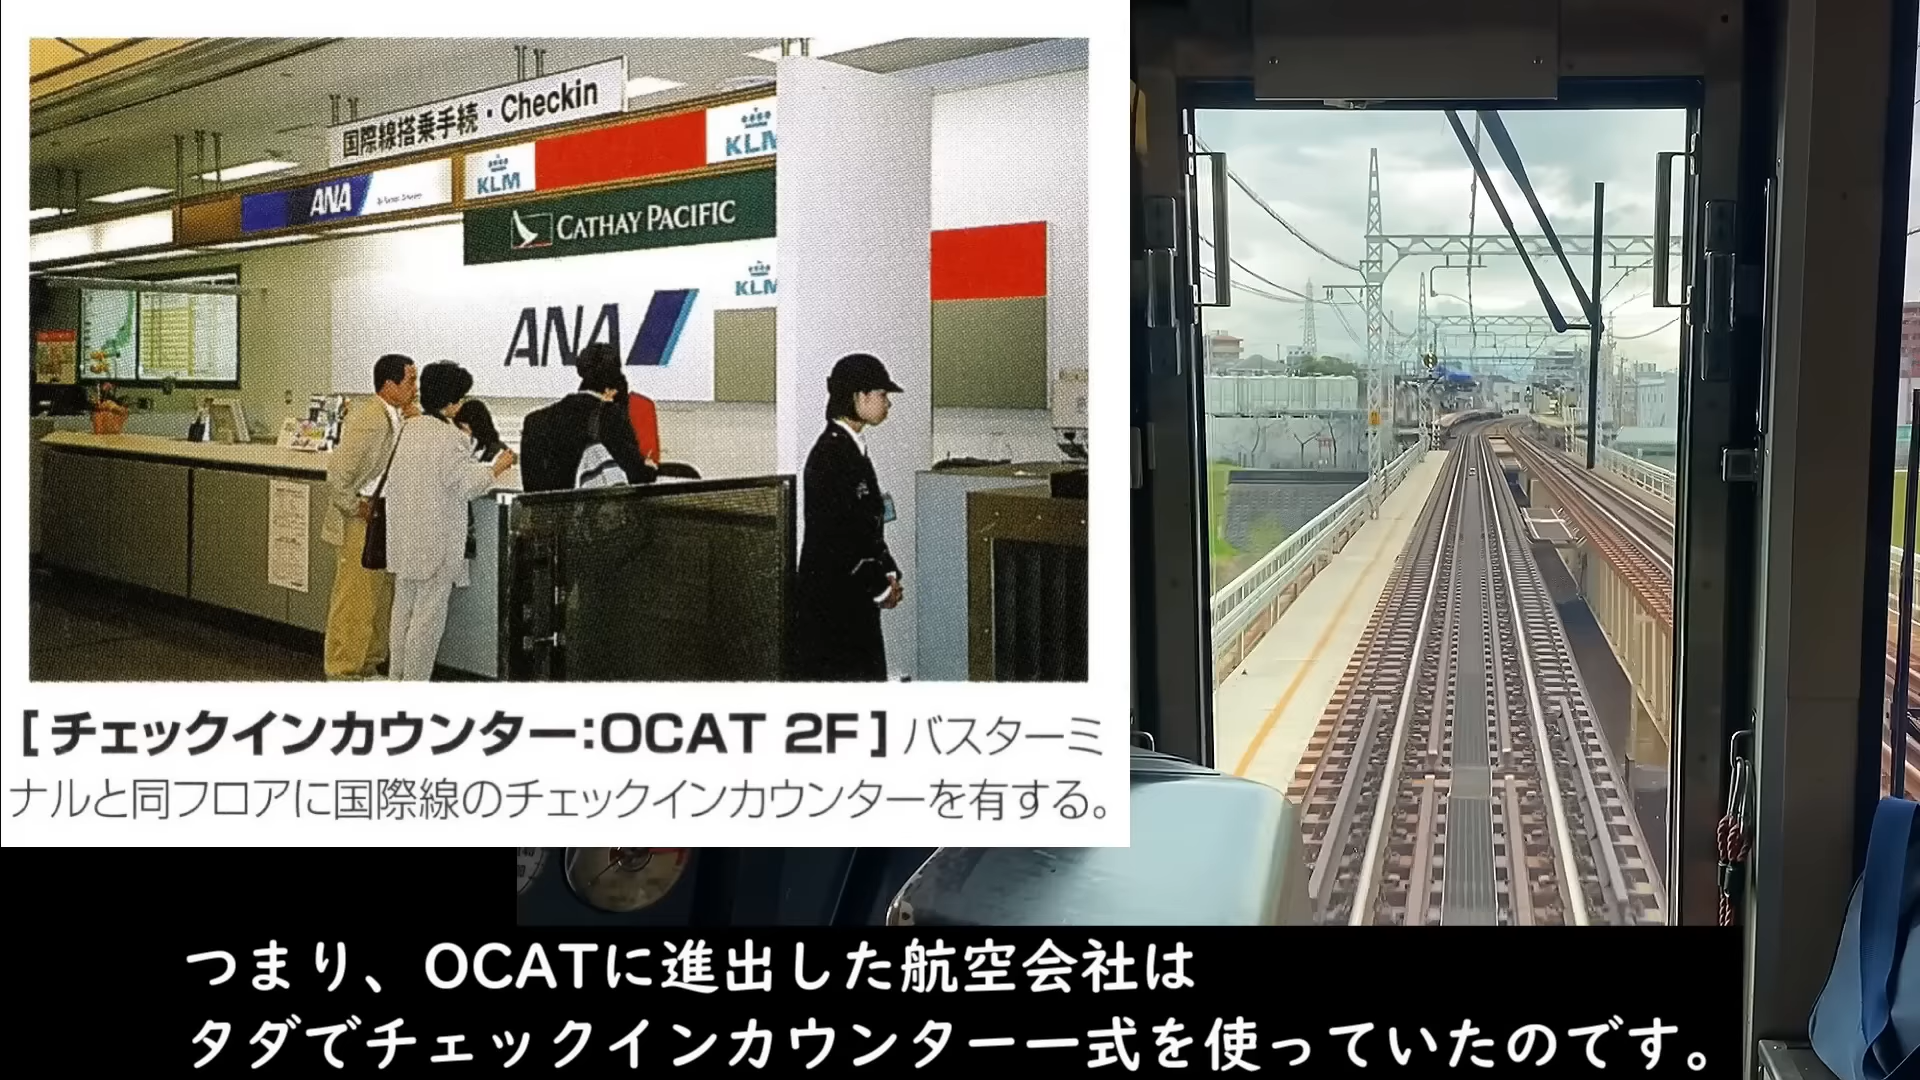 国際線搭乗手続・Checkin
KLM
KLM
ANA
CATHAY PACIFIC
KLM
ANA
[チェックインカウンター:OCAT 2F]バスターミ
ナルと同フロアに国際線のチェックインカウンターを有する。
つまり、OCATに進出した航空会社は
タダでチェックインカウンター一式を使っていたのです。